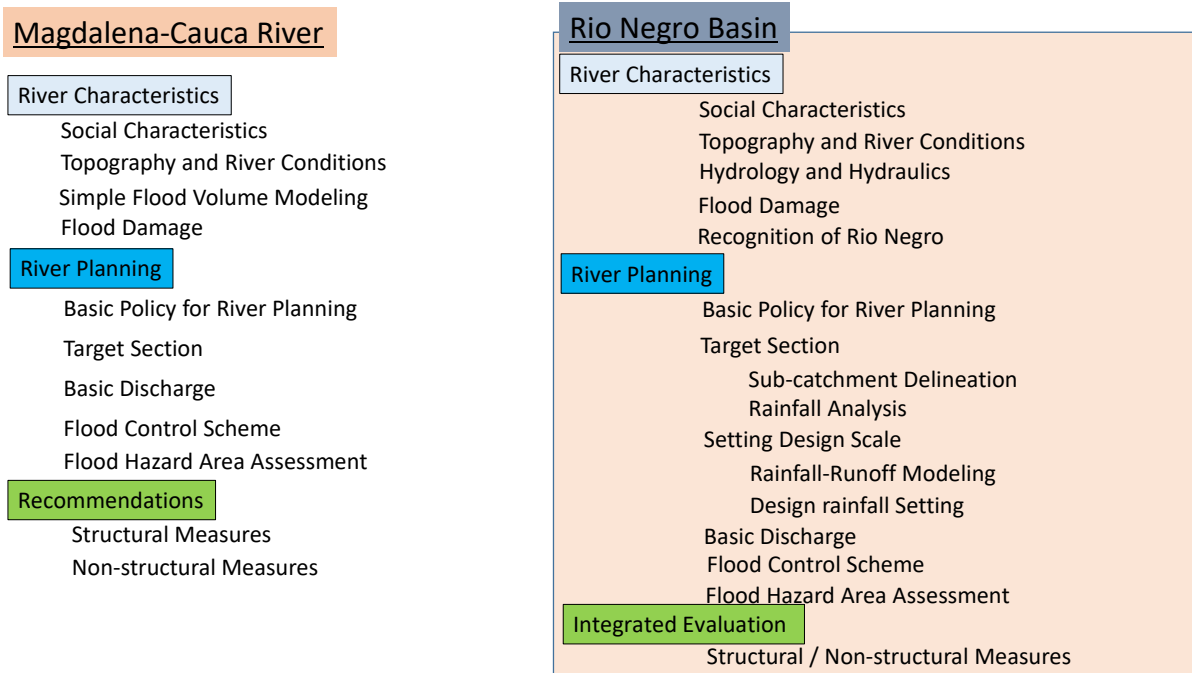 Magdalena-Cauca River
River Characteristics
Social Characteristics
Topography and River Conditions
Simple Flood Volume Modeling
Flood Damage
River Planning
Basic Policy for River Planning
Target Section
Basic Discharge
Flood Control Scheme
Flood Hazard Area Assessment
Recommendations
Structural Measures
Non-structural Measures
Rio Negro Basin
River Characteristics
Social Characteristics
Topography and River Conditions
Hydrology and Hydraulics
Flood Damage
Recognition of Rio Negro
River Planning
Basic Policy for River Planning
Target Section
Sub-catchment Delineation
Rainfall Analysis
Setting Design Scale
Rainfall-Runoff Modeling
Design rainfall Setting
Basic Discharge
Flood Control Scheme
Flood Hazard Area Assessment
Integrated Evaluation
Structural / Non-structural Measures